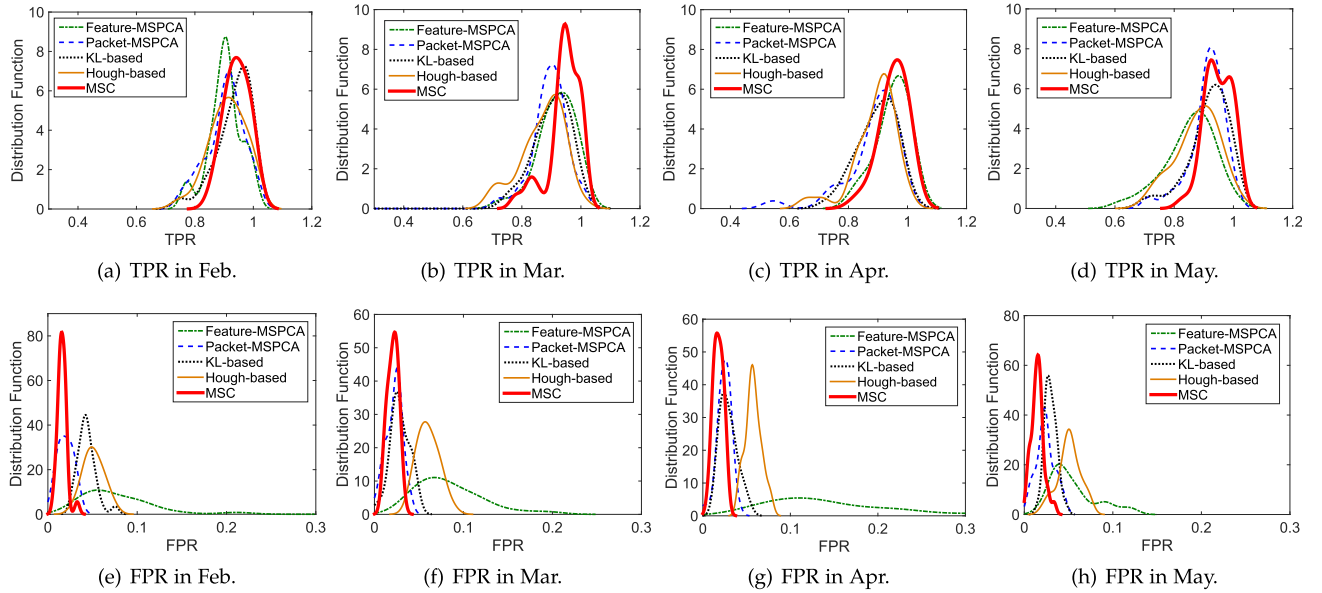 Distribution Function
10
8
6
4
2
0
0.4
0.6
0.8
1
1.2
TPR
Feature-MSPCA
Packet-MSPCA
KL-based
Hough-based
MSC
(a) TPR in Feb.
Distribution Function
10
8
6
4
2
0
0.4
0.6
0.8
1
1.2
TPR
Feature-MSPCA
Packet-MSPCA
KL-based
Hough-based
MSC
(b) TPR in Mar.
Distribution Function
10
8
6
4
2
0
0.4
0.6
0.8
1
1.2
TPR
Feature-MSPCA
Packet-MSPCA
KL-based
Hough-based
MSC
(c) TPR in Apr.
Distribution Function
10
8
6
4
2
0
0.4
0.6
0.8
1
1.2
TPR
Feature-MSPCA
Packet-MSPCA
KL-based
Hough-based
MSC
(d) TPR in May.
Distribution Function
80
60
40
20
0
0
0.1
0.2
0.3
FPR
Feature-MSPCA
Packet-MSPCA
KL-based
Hough-based
MSC
(e) FPR in Feb.
Distribution Function
60
50
40
30
20
10
0
0
0.1
0.2
0.3
FPR
Feature-MSPCA
Packet-MSPCA
KL-based
Hough-based
MSC
(f) FPR in Mar.
Distribution Function
60
50
40
30
20
10
0
0
0.1
0.2
0.3
FPR
Feature-MSPCA
Packet-MSPCA
KL-based
Hough-based
MSC
(g) FPR in Apr.
Distribution Function
80
60
40
20
0
0
0.1
0.2
0.3
FPR
Feature-MSPCA
Packet-MSPCA
KL-based
Hough-based
MSC
(h) FPR in May.